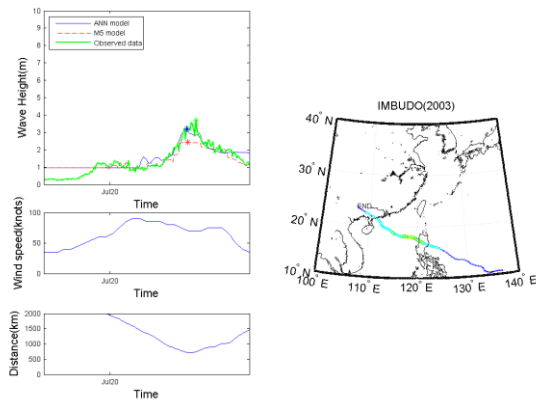 10
9
8
7
6
5
4
3
2
1
0
Wave Height(m)
ANN model
M5 model
Observed data
Jul20
Time
100
50
0
Wind speed(knots)
Jul20
Time
2000
1500
1000
500
0
Distance(km)
Jul20
Time
IMBUDO(2003)
40° N
30° N
20° N
10° N
END
100° E
110° E
120° E
130° E
140° E